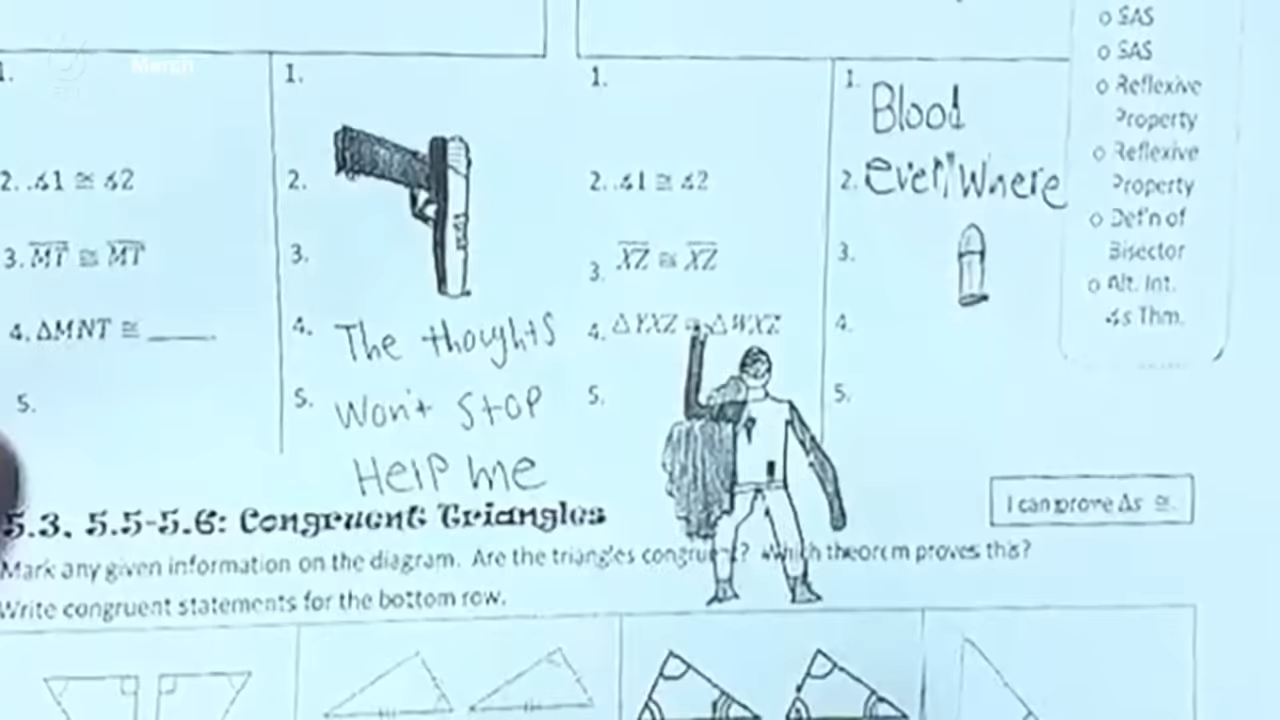 o SAS
o SAS
o Reflexive
Property
o Reflexive
Property
o Def'n of
Bisector
o Alt. Int.
∡s Thm.
March
1.
1.
1.
1.
Blood
2. ∡1 ≅ ∡2
2.
2. ∡1 ≅ ∡2
2.
Everywhere
3. MT ≅ MT
3.
3. XZ ≅ XZ
3.
4. ΔMNT ≅ ____
4.
The thoughts
4. ΔYXZ ≅ ΔWXZ
4.
5.
5.
Won't Stop
5.
5.
Help me
5.3, 5.5-5.6: Congruent Triangles
I can prove Δs ≅.
Mark any given information on the diagram. Are the triangles congruent? Which theorem proves this?
Write congruent statements for the bottom row.